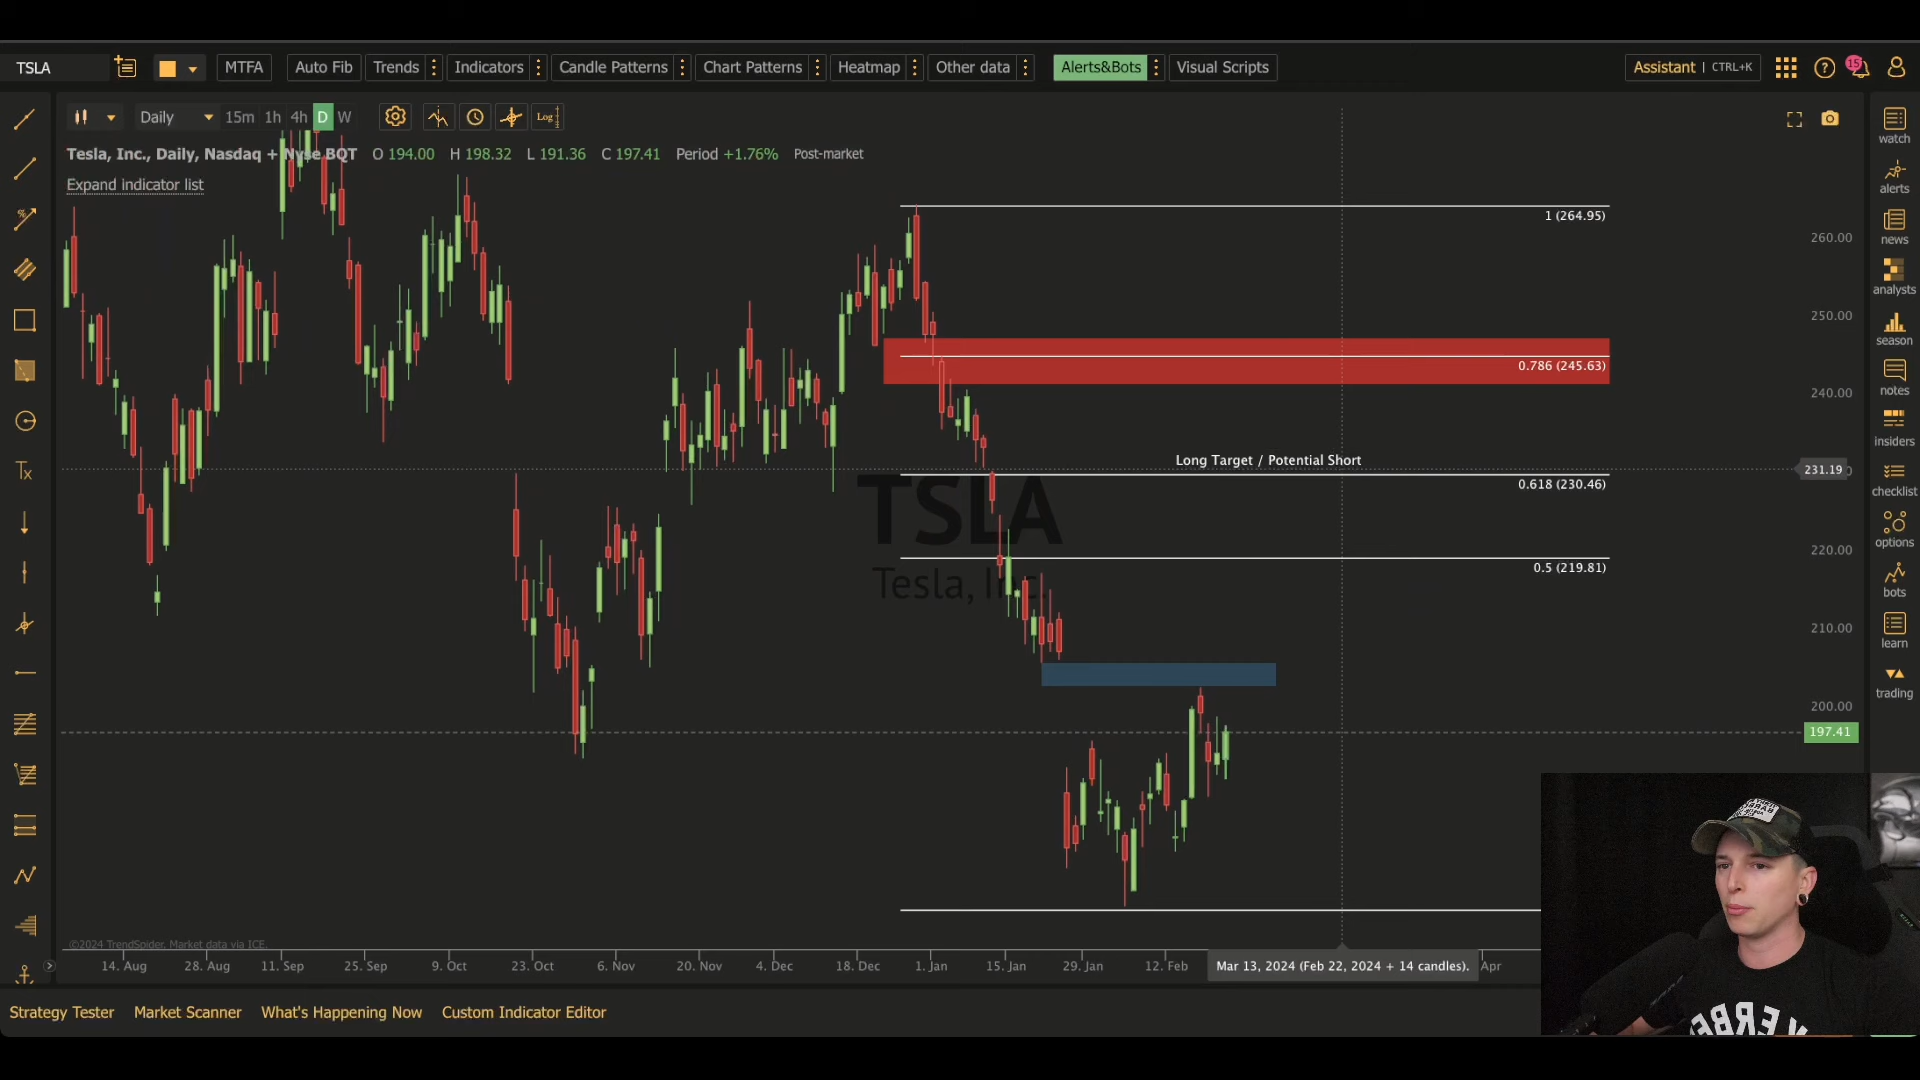 TSLA
MTFA Auto Fib Trends Indicators Candle Patterns Chart Patterns Heatmap Other data Alerts&Bots Visual Scripts Assistant | CTRL+K ? 15
Daily 15m 1h 4h D W Log
Tesla, Inc., Daily, Nasdaq + Nyse BQT O 194.00 H 198.32 L 191.36 C 197.41 Period +1.76% Post-market
Expand indicator list
1 (264.95)
0.786 (245.63)
Long Target / Potential Short
0.618 (230.46)
0.5 (219.81)
TSLA
Tesla, Inc.
260.00
250.00
240.00
231.19
220.00
210.00
200.00
197.41
watch
alerts
news
analysts
season
notes
insiders
checklist
options
bots
learn
trading
%
Tx
©2024 TrendSpider. Market data via ICE.
14. Aug 28. Aug 11. Sep 25. Sep 9. Oct 23. Oct 6. Nov 20. Nov 4. Dec 18. Dec 1. Jan 15. Jan 29. Jan 12. Feb Mar 13, 2024 (Feb 22, 2024 + 14 candles). Apr
Strategy Tester Market Scanner What's Happening Now Custom Indicator Editor